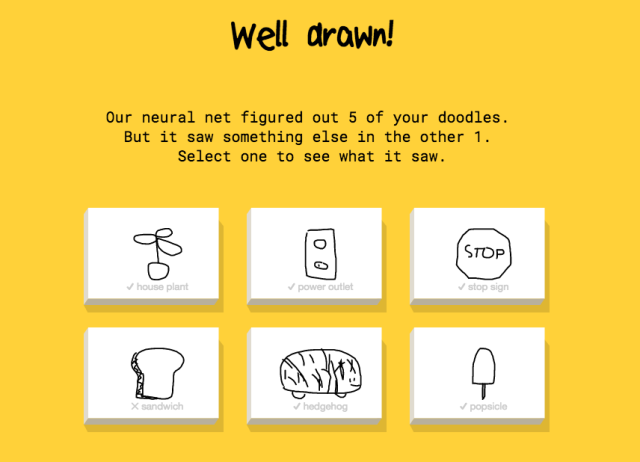 Well drawn!
Our neural net figured out 5 of your doodles.
But it saw something else in the other 1.
Select one to see what it saw.
STOP
✓ house plant
✓ power outlet
✓ stop sign
✕ sandwich
✓ hedgehog
✓ popsicle